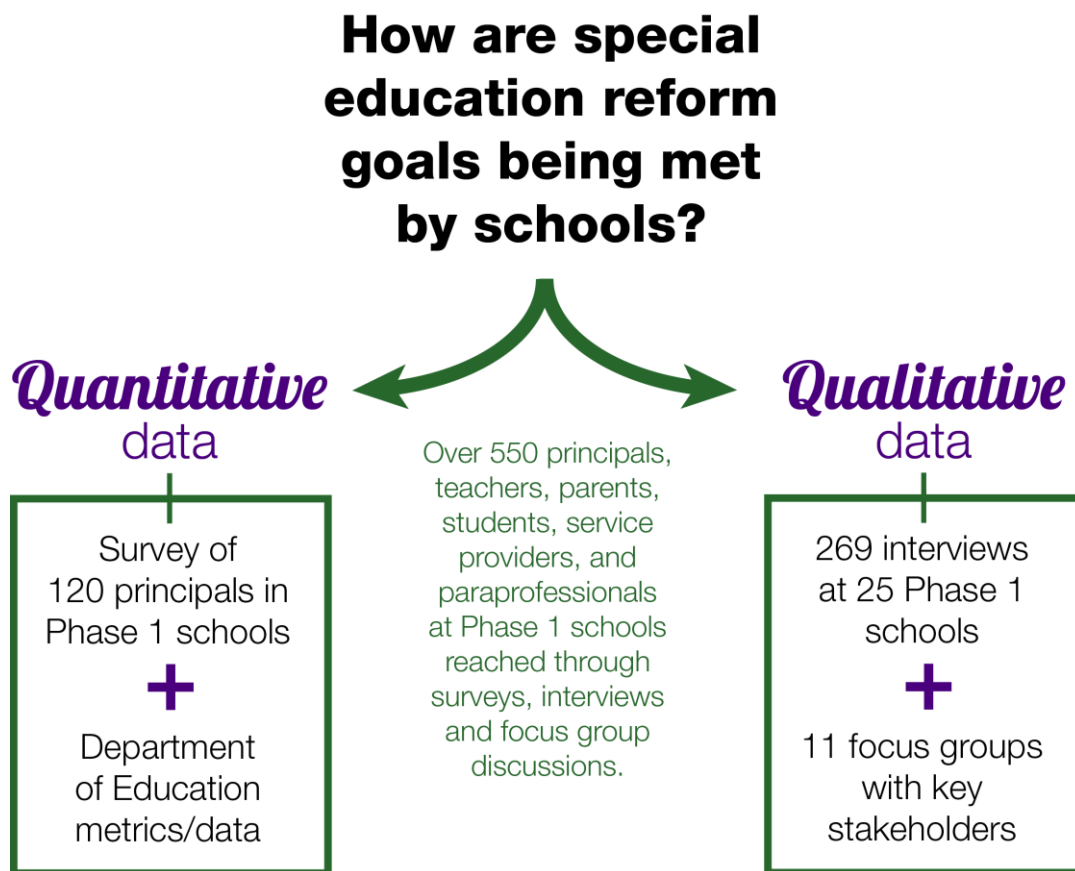 How are special
education reform
goals being met
by schools?
Quantitative
data
Survey of
120 principals in
Phase 1 schools
+
Department
of Education
metrics/data
Over 550 principals,
teachers, parents,
students, service
providers, and
paraprofessionals
at Phase 1 schools
reached through
surveys, interviews
and focus group
discussions.
Qualitative
data
269 interviews
at 25 Phase 1
schools
+
11 focus groups
with key
stakeholders